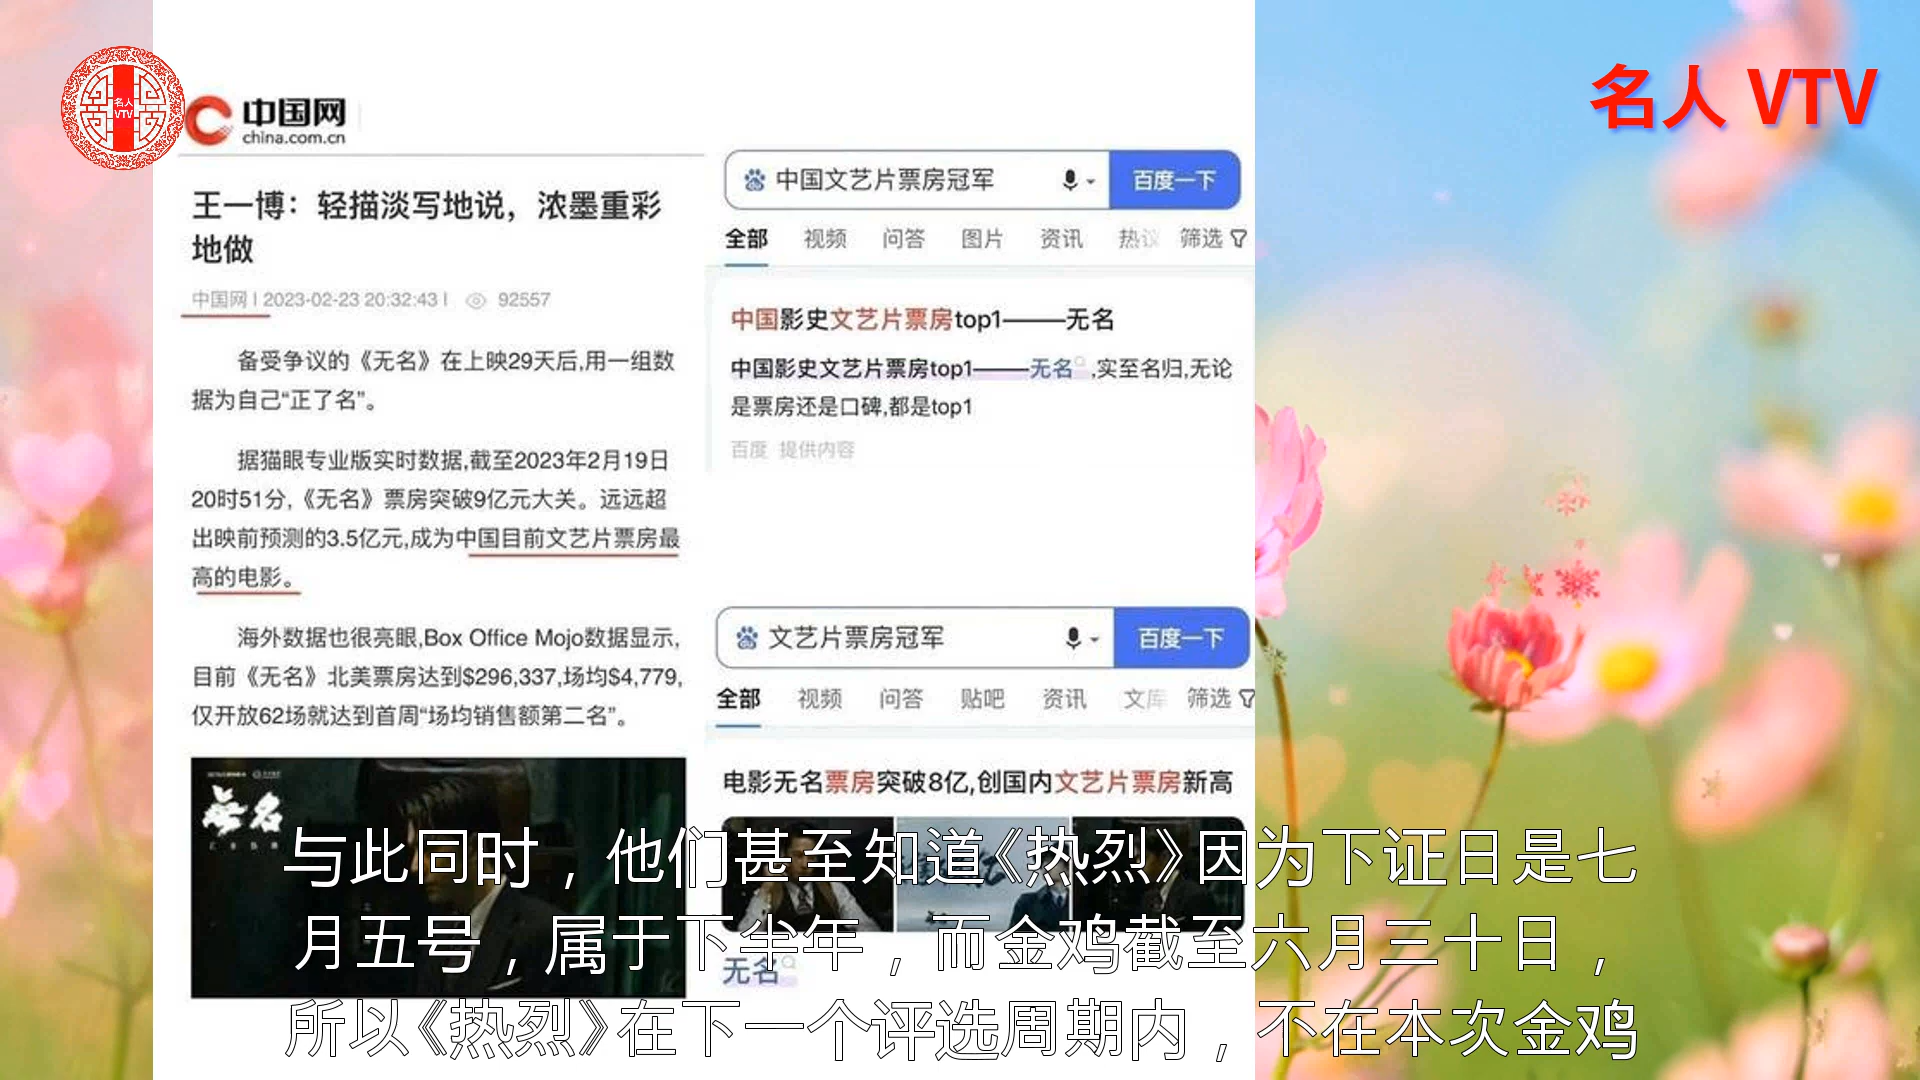 名人
VTV
名人 VTV
中国网
china.com.cn
王一博：轻描淡写地说，浓墨重彩
地做
中国网 | 2023-02-23 20:32:43 | 92557
备受争议的《无名》在上映29天后,用一组数
据为自己“正了名”。
据猫眼专业版实时数据,截至2023年2月19日
20时51分,《无名》票房突破9亿元大关。远远超
出映前预测的3.5亿元,成为中国目前文艺片票房最
高的电影。
海外数据也很亮眼,Box Office Mojo数据显示,
目前《无名》北美票房达到$296,337,场均$4,779,
仅开放62场就达到首周“场均销售额第二名”。
無名
中国文艺片票房冠军 百度一下
全部 视频 问答 图片 资讯 热议 筛选
中国影史文艺片票房top1———无名
中国影史文艺片票房top1———无名,实至名归,无论
是票房还是口碑,都是top1
百度 提供内容
文艺片票房冠军 百度一下
全部 视频 问答 贴吧 资讯 文库 筛选
电影无名票房突破8亿,创国内文艺片票房新高
无名
与此同时，他们甚至知道《热烈》因为下证日是七
月五号，属于下半年，而金鸡截至六月三十日，
所以《热烈》在下一个评选周期内，不在本次金鸡